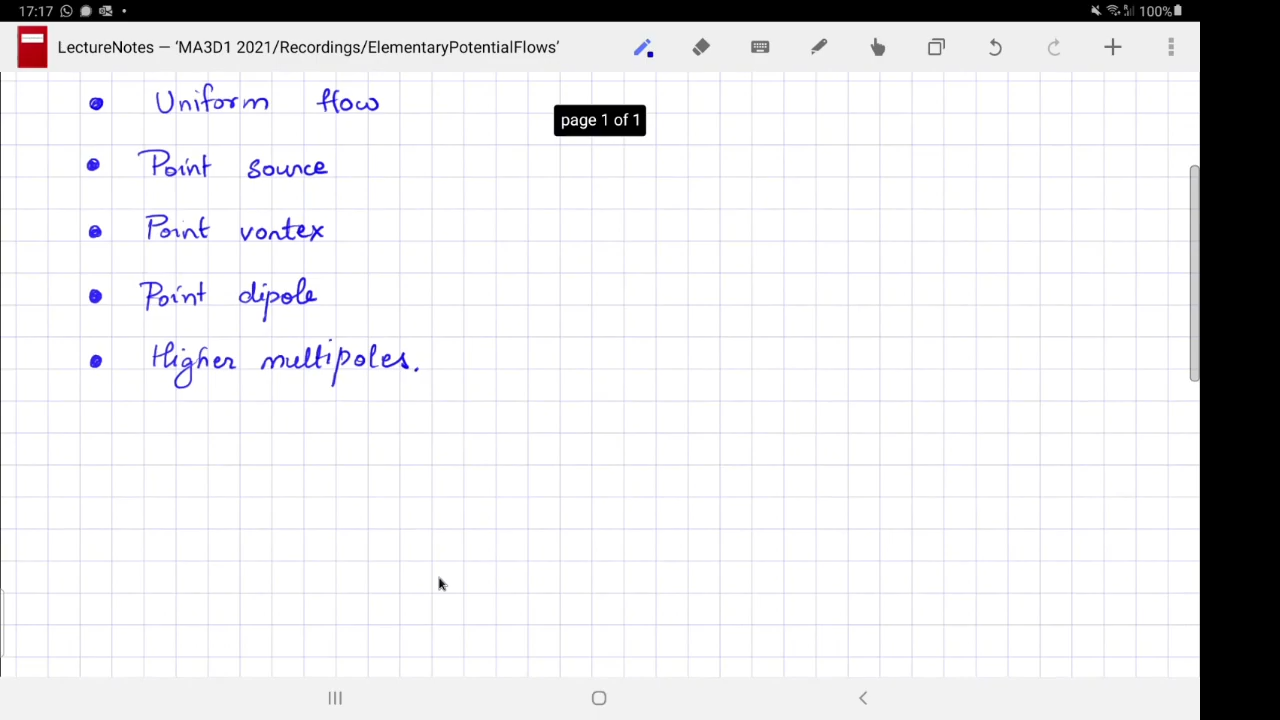 17:17 100%
LectureNotes — ‘MA3D1 2021/Recordings/ElementaryPotentialFlows’
• Uniform flow
page 1 of 1
• Point source
• Point vortex
• Point dipole
• Higher multipoles.